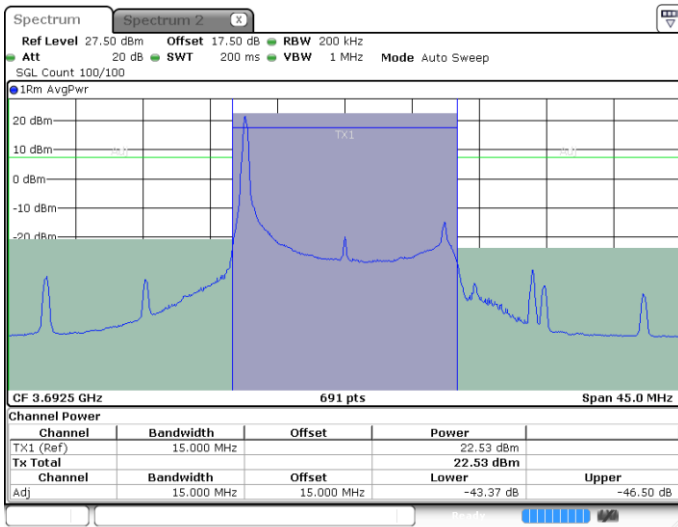 Spectrum Spectrum 2 X
Ref Level 27.50 dBm Offset 17.50 dB RBW 200 kHz
Att 20 dB SWT 200 ms VBW 1 MHz Mode Auto Sweep
SGL Count 100/100
1Rm AvgPwr
20 dBm
TX1
10 dBm
Adj Adj
0 dBm
-10 dBm
-20 dBm
CF 3.6925 GHz 691 pts Span 45.0 MHz
Channel Power
Channel Bandwidth Offset Power
TX1 (Ref) 15.000 MHz 22.53 dBm
Tx Total 22.53 dBm
Channel Bandwidth Offset Lower Upper
Adj 15.000 MHz 15.000 MHz -43.37 dB -46.50 dB
Ready